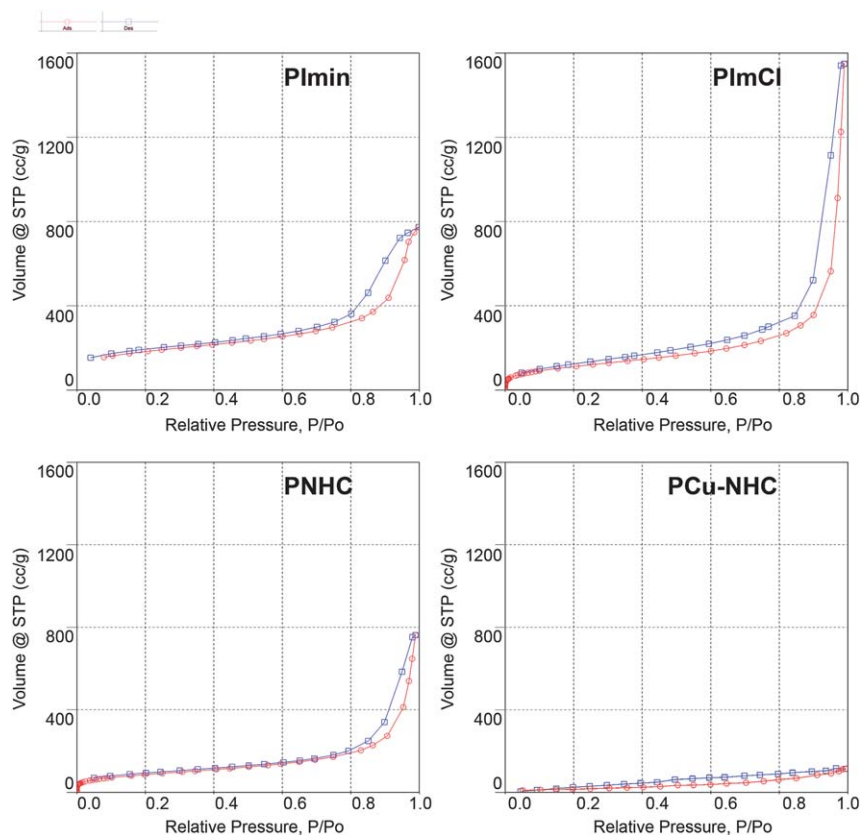 Ads Des
PImin
Volume @ STP (cc/g)
1600
1200
800
400
0
0.0 0.2 0.4 0.6 0.8 1.0
Relative Pressure, P/Po
PImCl
Volume @ STP (cc/g)
1600
1200
800
400
0
0.0 0.2 0.4 0.6 0.8 1.0
Relative Pressure, P/Po
PNHC
Volume @ STP (cc/g)
1600
1200
800
400
0
0.0 0.2 0.4 0.6 0.8 1.0
Relative Pressure, P/Po
PCu-NHC
Volume @ STP (cc/g)
1600
1200
800
400
0
0.0 0.2 0.4 0.6 0.8 1.0
Relative Pressure, P/Po